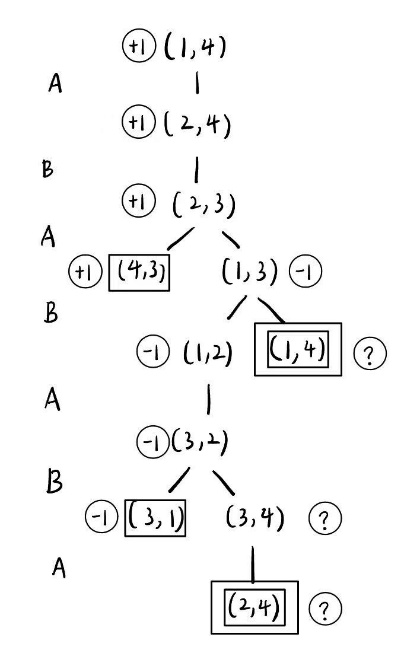 +1 (1,4)
A
+1 (2,4)
B
+1 (2,3)
A
+1 (4,3) (1,3) -1
B
-1 (1,2) (1,4) ?
A
-1 (3,2)
B
-1 (3,1) (3,4) ?
A
(2,4) ?